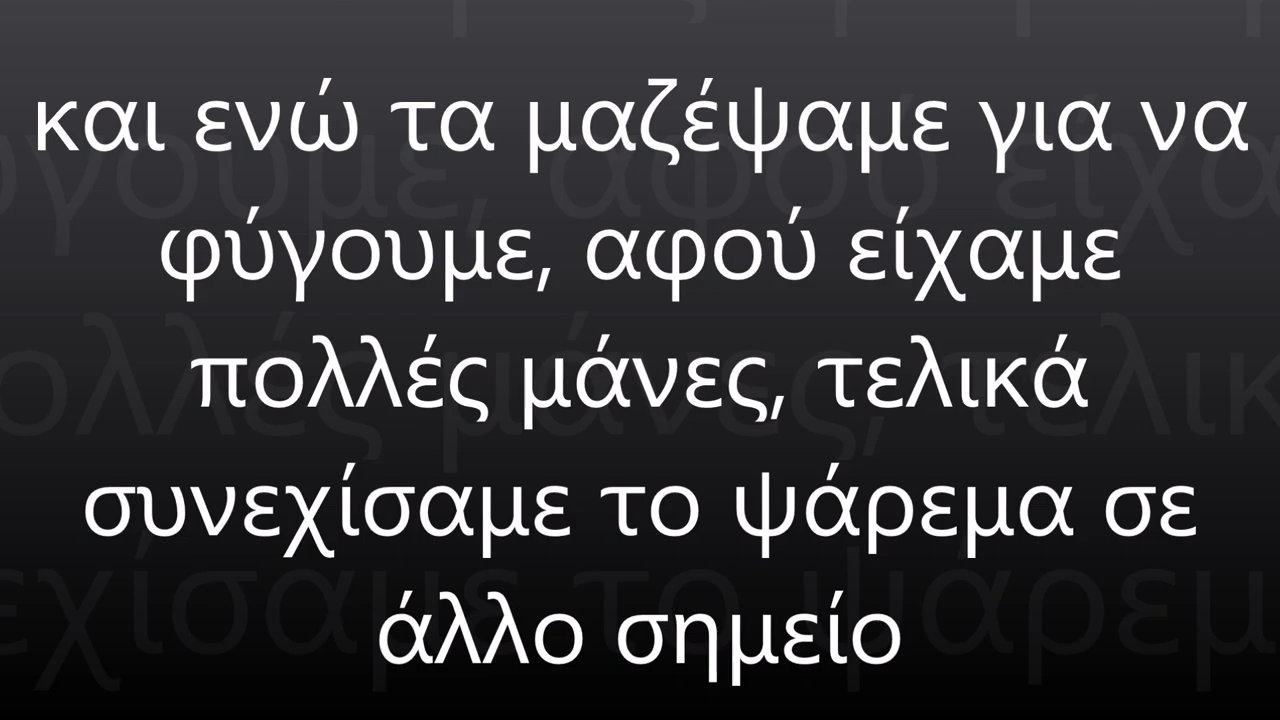 και ενώ τα μαζέψαμε για να
φύγουμε, αφού είχαμε
πολλές μάνες, τελικά
συνεχίσαμε το ψάρεμα σε
άλλο σημείο